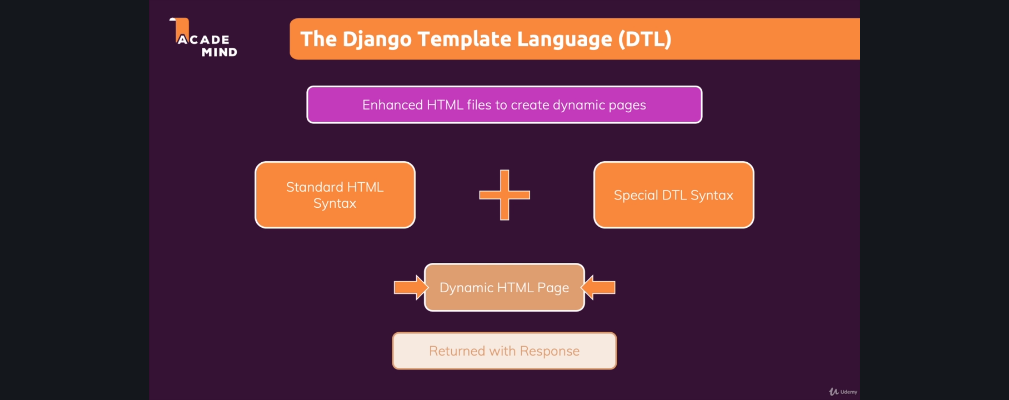 ACADE
MIND
The Django Template Language (DTL)
Enhanced HTML files to create dynamic pages
Standard HTML
Syntax
Special DTL Syntax
Dynamic HTML Page
Returned with Response
Udemy